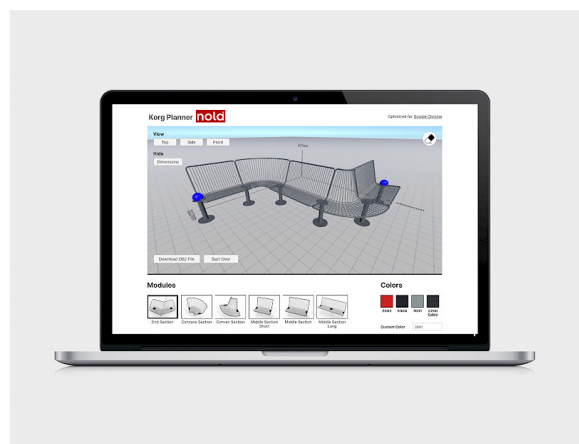 Korg Planner nola
Optimized for Google Chrome
View
Top Side Front
Hide
Dimensions
Download OBJ File Start Over
Modules
Colors
End Section
Concave Section
Convex Section
Middle Section
Short
Middle Section
Middle Section
Long
Custom Color